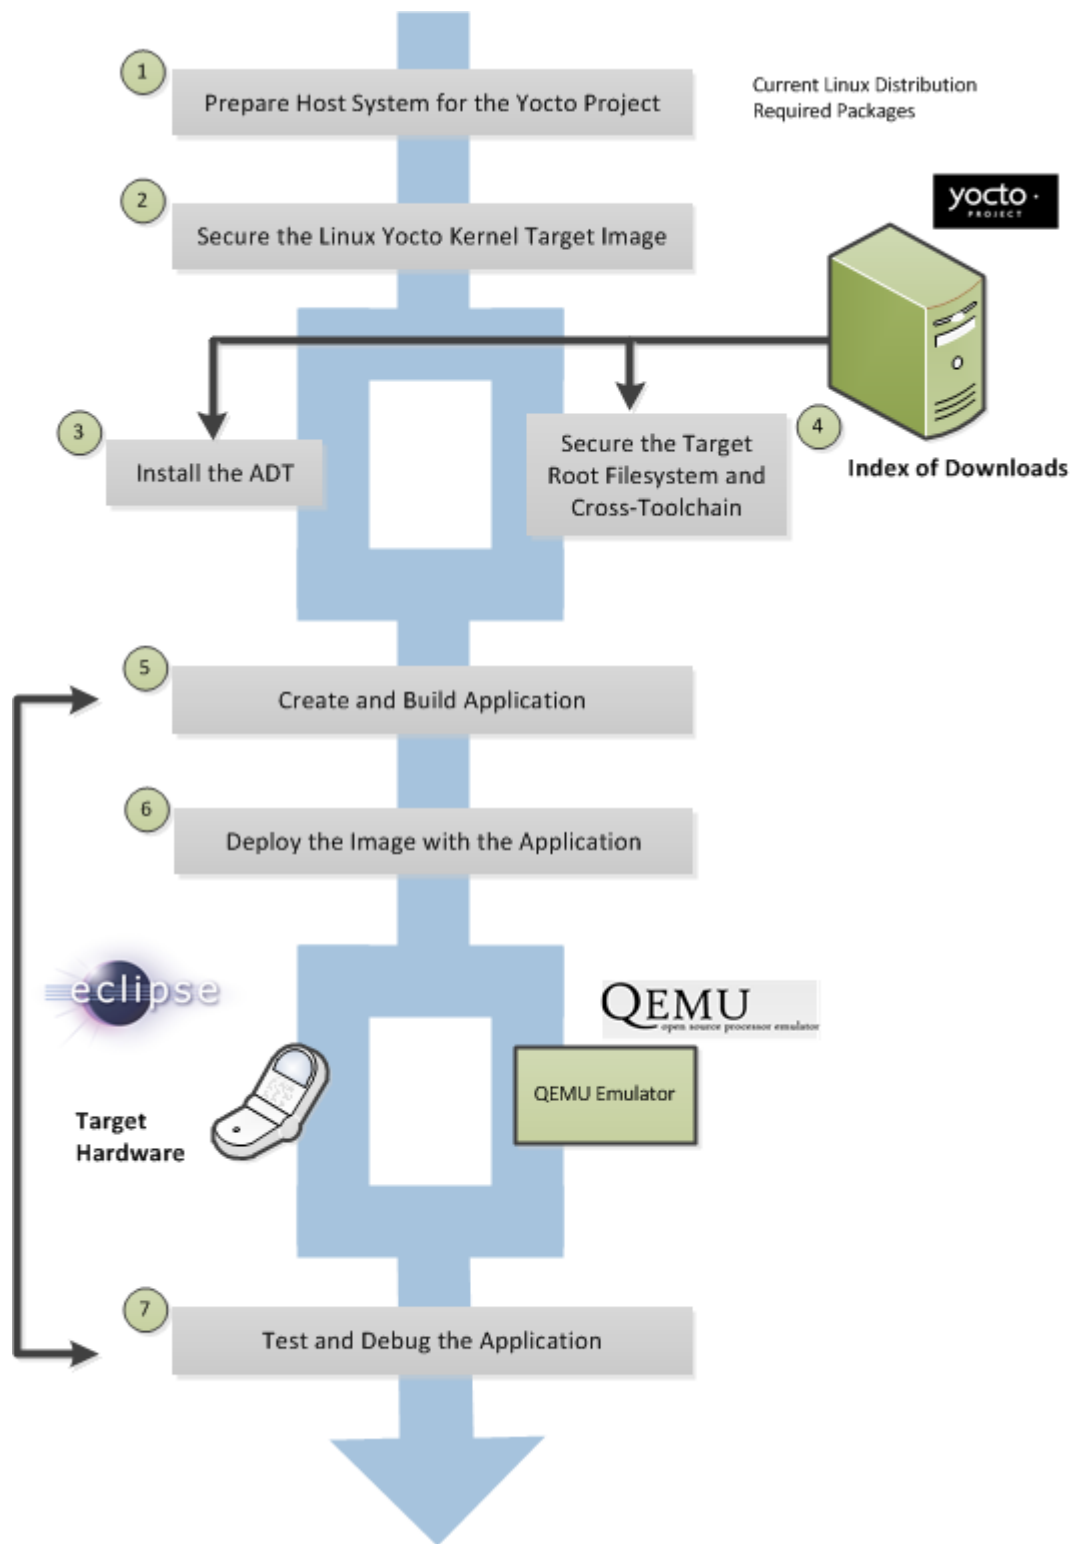 1
Prepare Host System for the Yocto Project
Current Linux Distribution
Required Packages
2
Secure the Linux Yocto Kernel Target Image
yocto
PROJECT
3
Install the ADT
Secure the Target
Root Filesystem and
Cross-Toolchain
4
Index of Downloads
5
Create and Build Application
6
Deploy the Image with the Application
eclipse
QEMU
open source processor emulator
QEMU Emulator
Target
Hardware
7
Test and Debug the Application